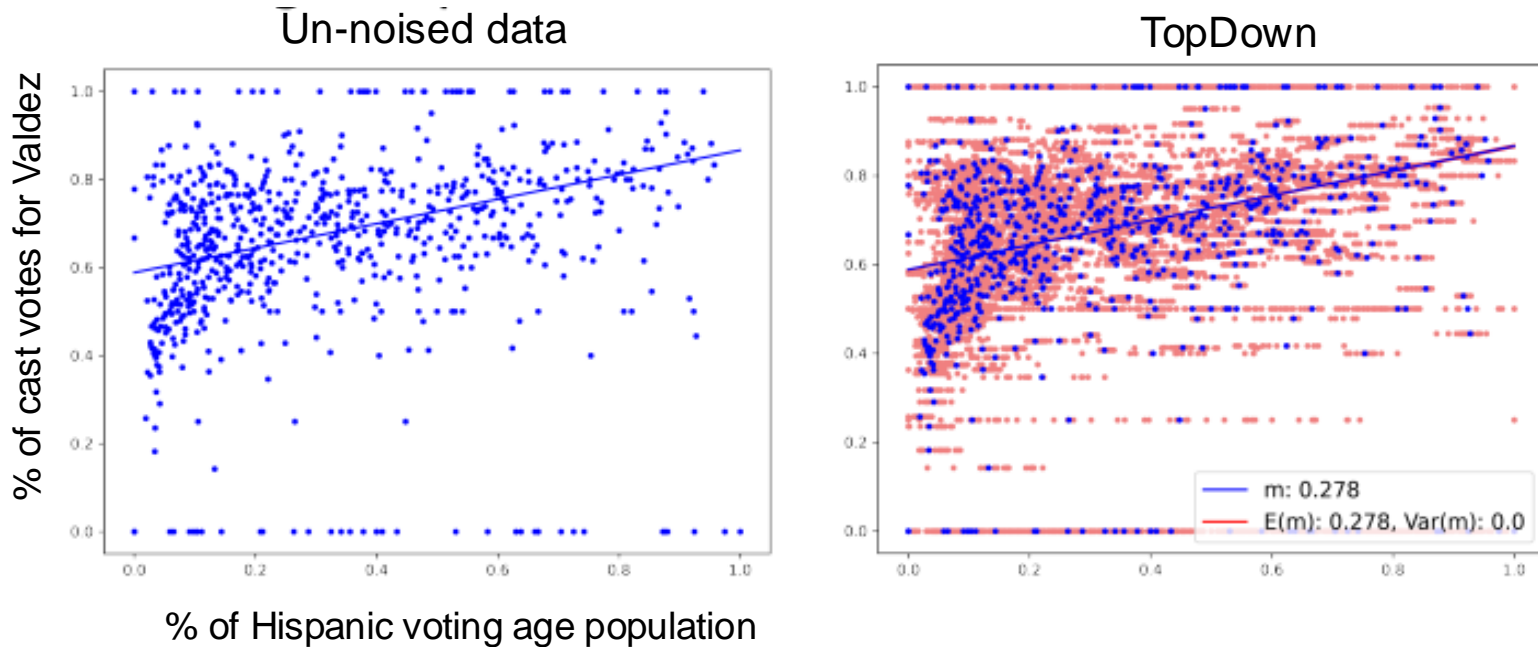 Un-noised data
TopDown
% of cast votes for Valdez
1.0
0.8
0.6
0.4
0.2
0.0
0.0 0.2 0.4 0.6 0.8 1.0
1.0
0.8
0.6
0.4
0.2
0.0
m: 0.278
E(m): 0.278, Var(m): 0.0
0.0 0.2 0.4 0.6 0.8 1.0
% of Hispanic voting age population